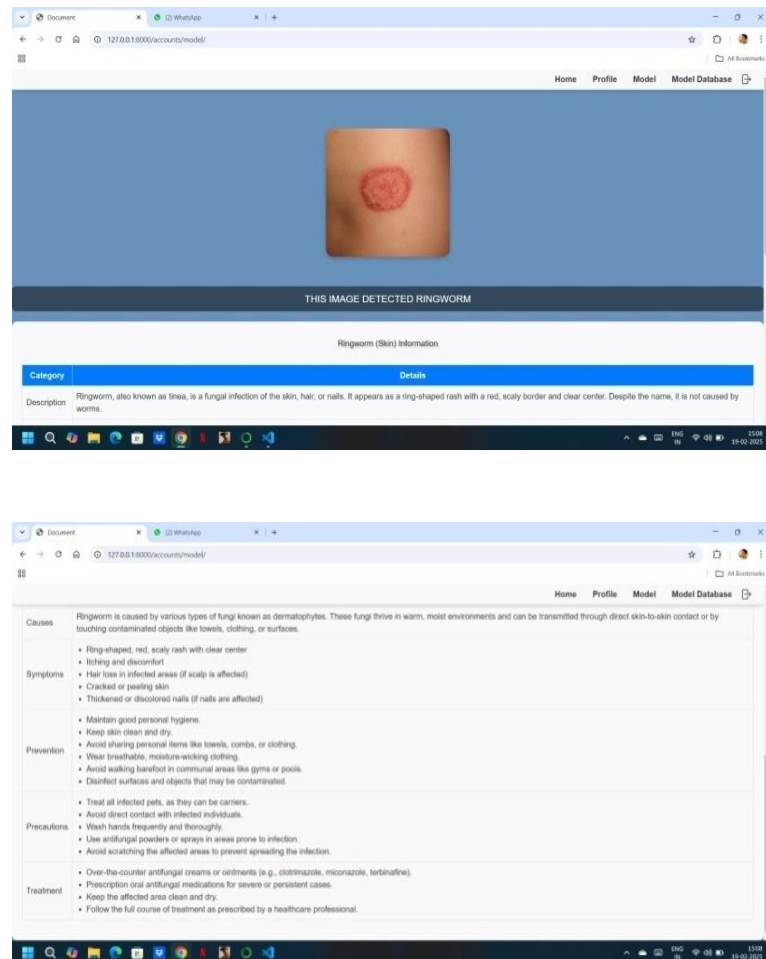 Document
(2) WhatsApp
127.0.0.1:8000/accounts/model/
All Bookmarks
Home Profile Model Model Database
THIS IMAGE DETECTED RINGWORM
Ringworm (Skin) Information
Category Details
Description Ringworm, also known as tinea, is a fungal infection of the skin, hair, or nails. It appears as a ring-shaped rash with a red, scaly border and clear center. Despite the name, it is not caused by
worms.
ENG
IN
15:08
19-02-2025
Document
(2) WhatsApp
127.0.0.1:8000/accounts/model/
All Bookmarks
Home Profile Model Model Database
Causes Ringworm is caused by various types of fungi known as dermatophytes. These fungi thrive in warm, moist environments and can be transmitted through direct skin-to-skin contact or by
touching contaminated objects like towels, clothing, or surfaces.
Symptoms
• Ring-shaped, red, scaly rash with clear center
• Itching and discomfort
• Hair loss in infected areas (if scalp is affected)
• Cracked or peeling skin
• Thickened or discolored nails (if nails are affected)
Prevention
• Maintain good personal hygiene.
• Keep skin clean and dry.
• Avoid sharing personal items like towels, combs, or clothing.
• Wear breathable, moisture-wicking clothing.
• Avoid walking barefoot in communal areas like gyms or pools.
• Disinfect surfaces and objects that may be contaminated.
Precautions
• Treat all infected pets, as they can be carriers.
• Avoid direct contact with infected individuals.
• Wash hands frequently and thoroughly.
• Use antifungal powders or sprays in areas prone to infection.
• Avoid scratching the affected areas to prevent spreading the infection.
Treatment
• Over-the-counter antifungal creams or ointments (e.g., clotrimazole, miconazole, terbinafine).
• Prescription oral antifungal medications for severe or persistent cases.
• Keep the affected area clean and dry.
• Follow the full course of treatment as prescribed by a healthcare professional.
ENG
IN
15:08
19-02-2025